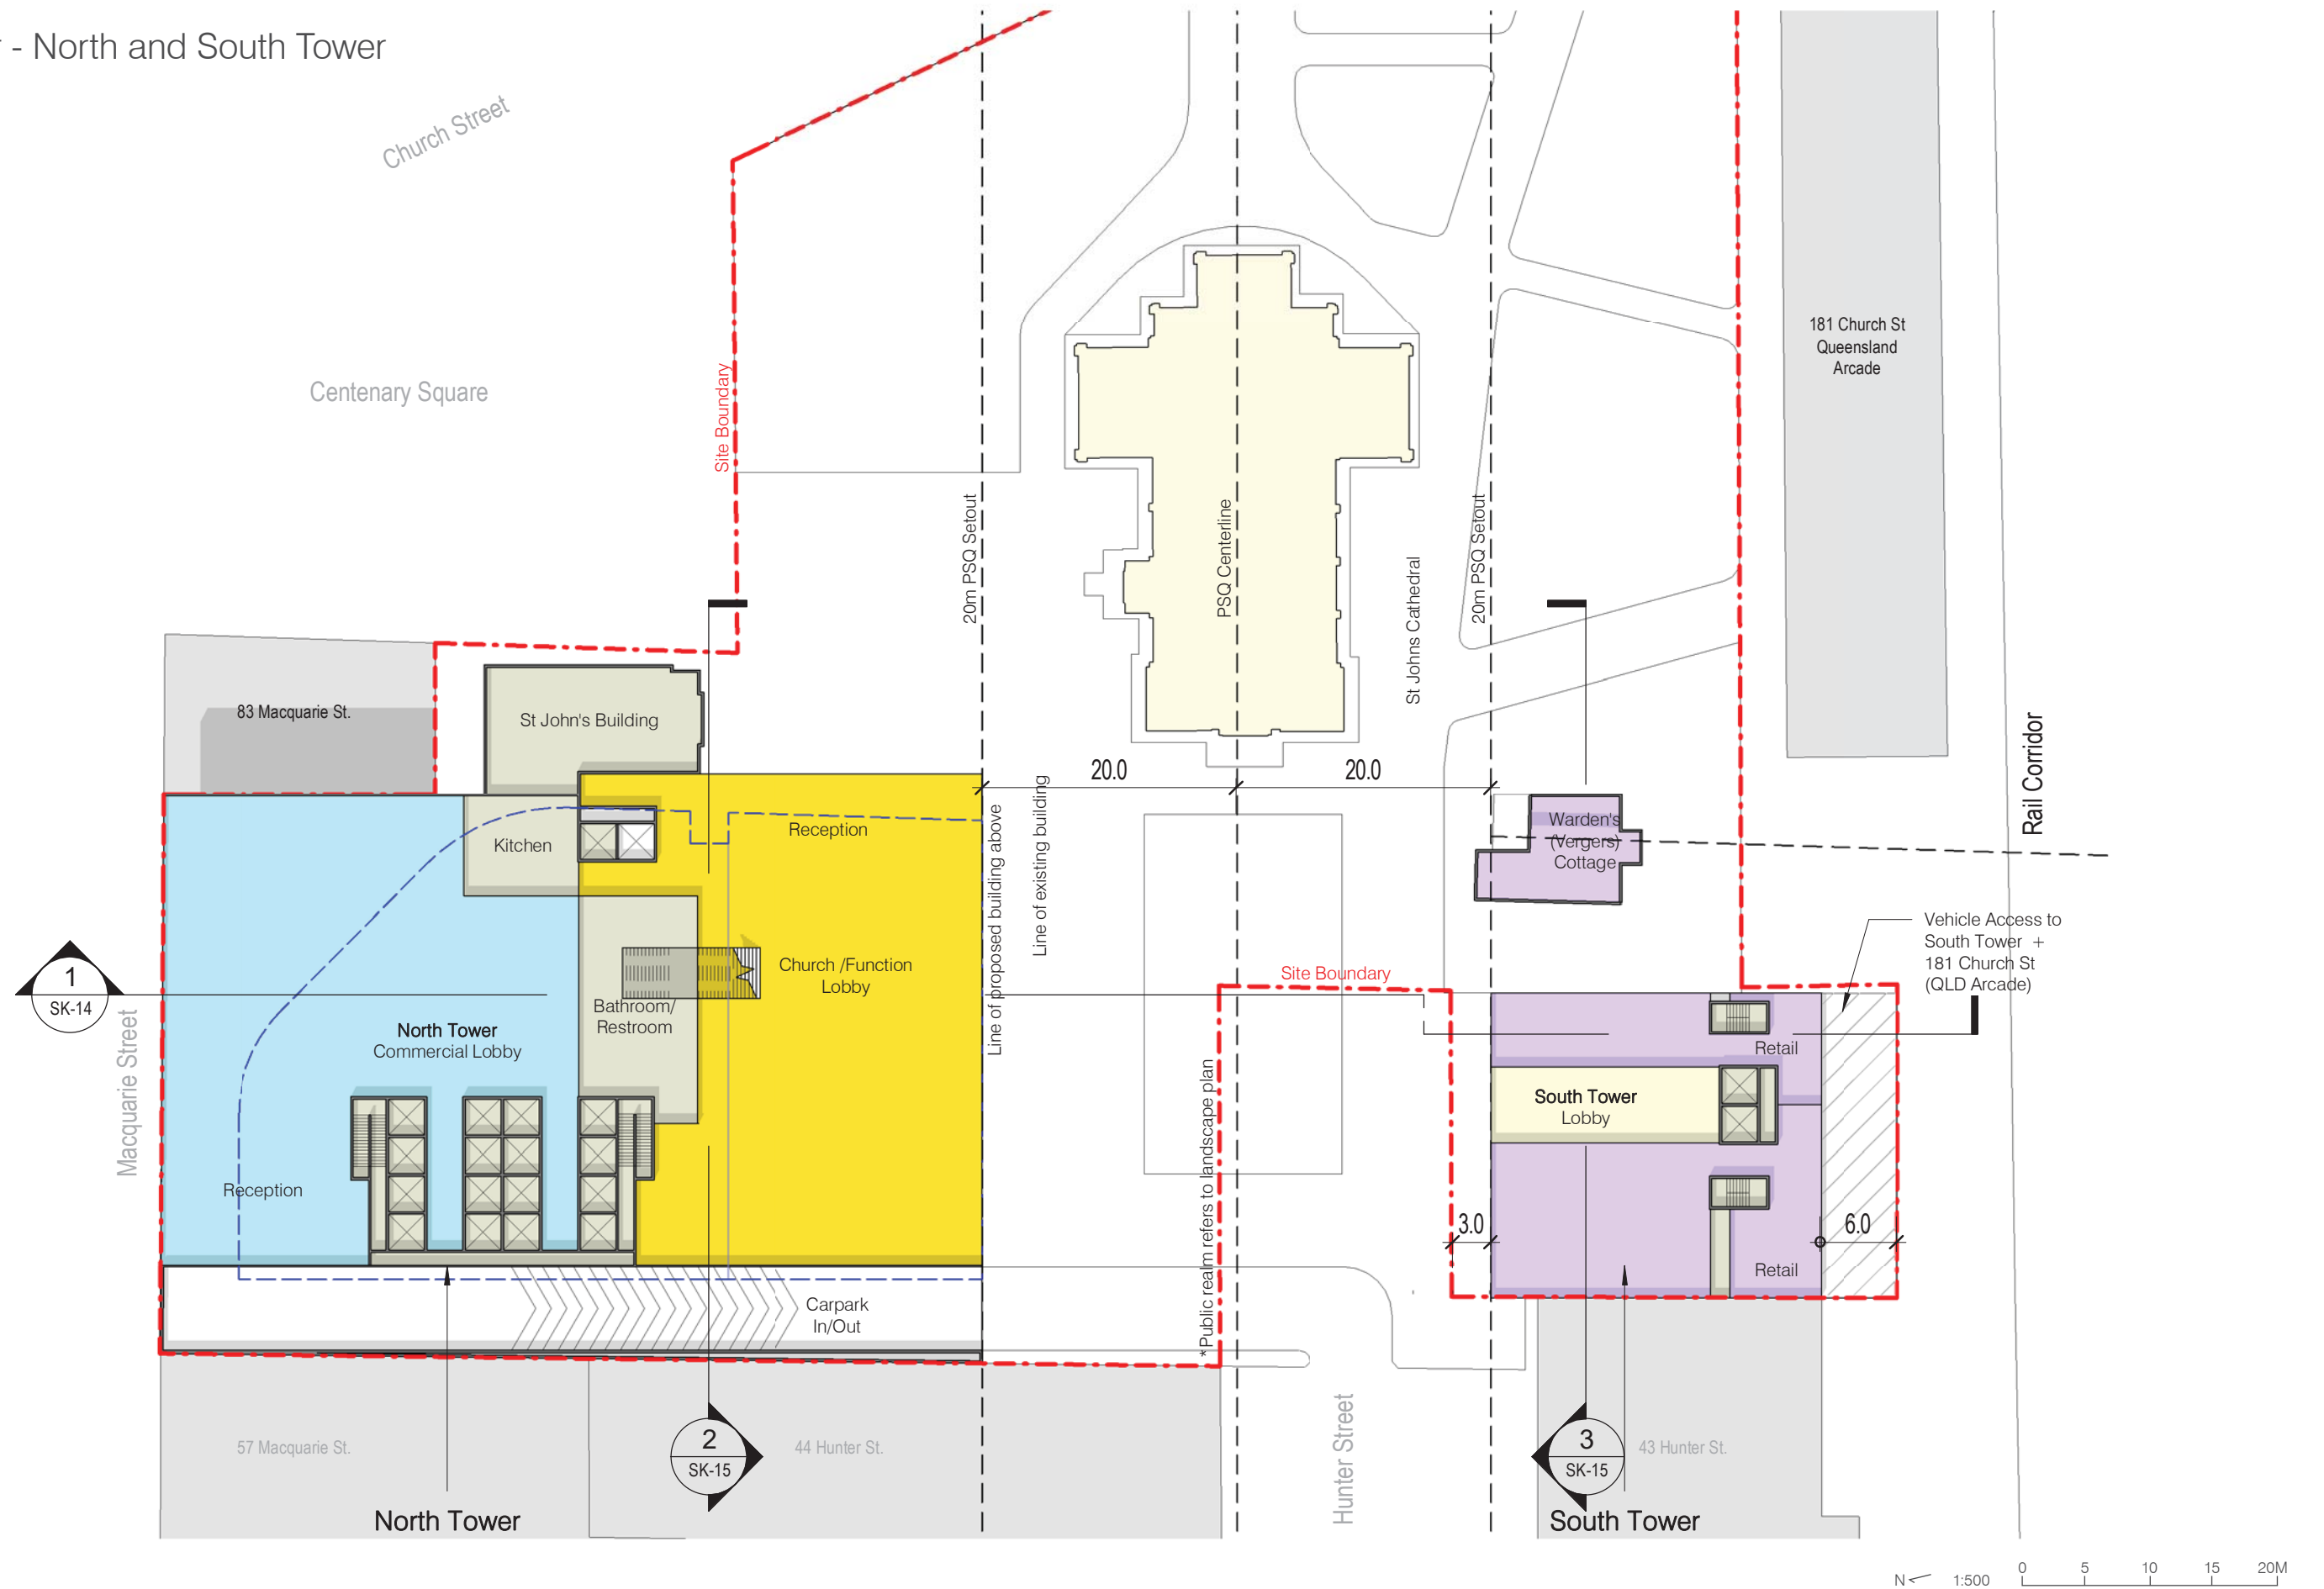 - North and South Tower
Church Street
Centenary Square
Site Boundary
20m PSQ Setout
PSQ Centerline
St Johns Cathedral
20m PSQ Setout
181 Church St
Queensland
Arcade
Rail Corridor
83 Macquarie St.
St John's Building
20.0
20.0
Kitchen
Reception
Line of proposed building above
Line of existing building
Warden's
(Vergers)
Cottage
Vehicle Access to
South Tower +
181 Church St
(QLD Arcade)
Site Boundary
1
SK-14
Macquarie Street
North Tower
Commercial Lobby
Bathroom/
Restroom
Church /Function
Lobby
Reception
*Public realm refers to landscape plan
Retail
South Tower
Lobby
3.0
6.0
Retail
Carpark
In/Out
57 Macquarie St.
2
SK-15
44 Hunter St.
Hunter Street
3
SK-15
43 Hunter St.
North Tower
South Tower
N
1:500
0 5 10 15 20M